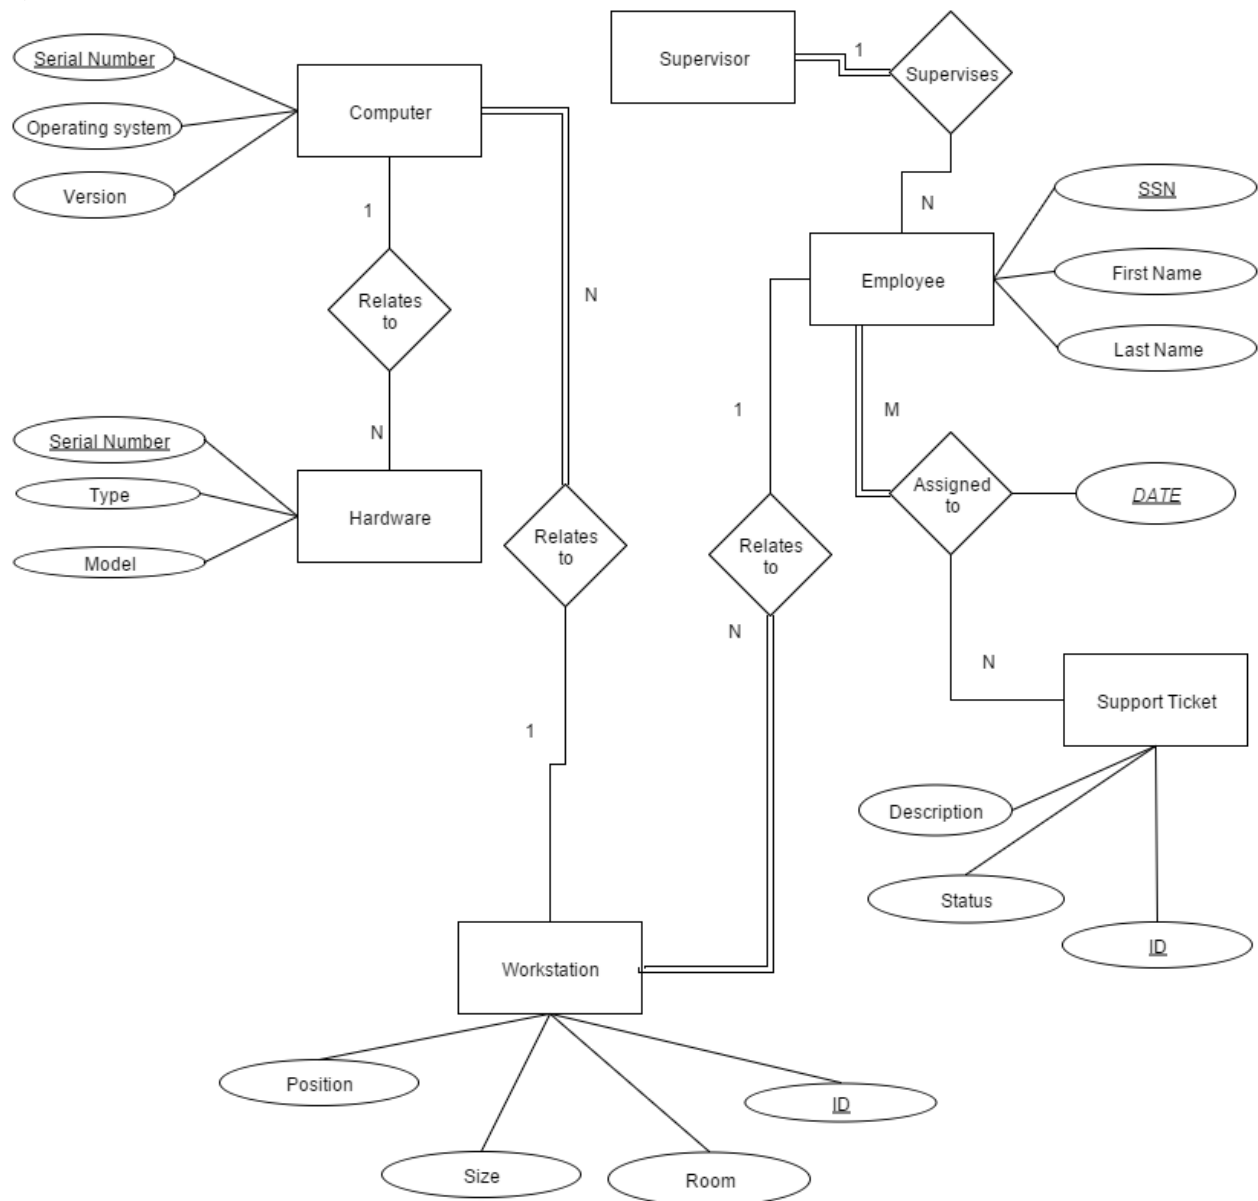 Serial Number
Operating system
Version
Computer
Supervisor
1
Supervises
1
N
N
SSN
First Name
Last Name
Employee
Relates
to
N
Serial Number
Type
Model
Hardware
Relates
to
1
M
Relates
to
N
Assigned
to
DATE
N
Support Ticket
1
Description
Status
ID
Workstation
Position
Size
Room
ID